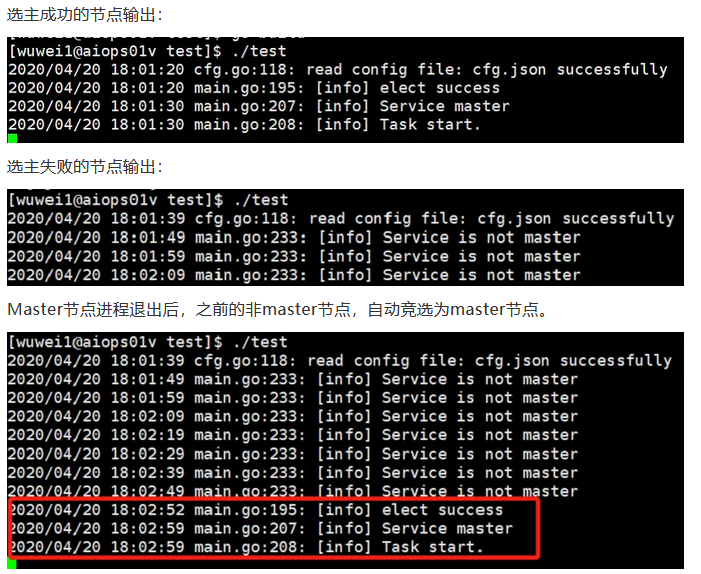 选主成功的节点输出：
[wuwei1@aiops01v test]$ ./test
2020/04/20 18:01:20 cfg.go:118: read config file: cfg.json successfully
2020/04/20 18:01:20 main.go:195: [info] elect success
2020/04/20 18:01:30 main.go:207: [info] Service master
2020/04/20 18:01:30 main.go:208: [info] Task start.
选主失败的节点输出：
[wuwei1@aiops01v test]$ ./test
2020/04/20 18:01:39 cfg.go:118: read config file: cfg.json successfully
2020/04/20 18:01:49 main.go:233: [info] Service is not master
2020/04/20 18:01:59 main.go:233: [info] Service is not master
2020/04/20 18:02:09 main.go:233: [info] Service is not master
Master节点进程退出后，之前的非master节点，自动竞选为master节点。
[wuwei1@aiops01v test]$ ./test
2020/04/20 18:01:39 cfg.go:118: read config file: cfg.json successfully
2020/04/20 18:01:49 main.go:233: [info] Service is not master
2020/04/20 18:01:59 main.go:233: [info] Service is not master
2020/04/20 18:02:09 main.go:233: [info] Service is not master
2020/04/20 18:02:19 main.go:233: [info] Service is not master
2020/04/20 18:02:29 main.go:233: [info] Service is not master
2020/04/20 18:02:39 main.go:233: [info] Service is not master
2020/04/20 18:02:49 main.go:233: [info] Service is not master
2020/04/20 18:02:52 main.go:195: [info] elect success
2020/04/20 18:02:59 main.go:207: [info] Service master
2020/04/20 18:02:59 main.go:208: [info] Task start.